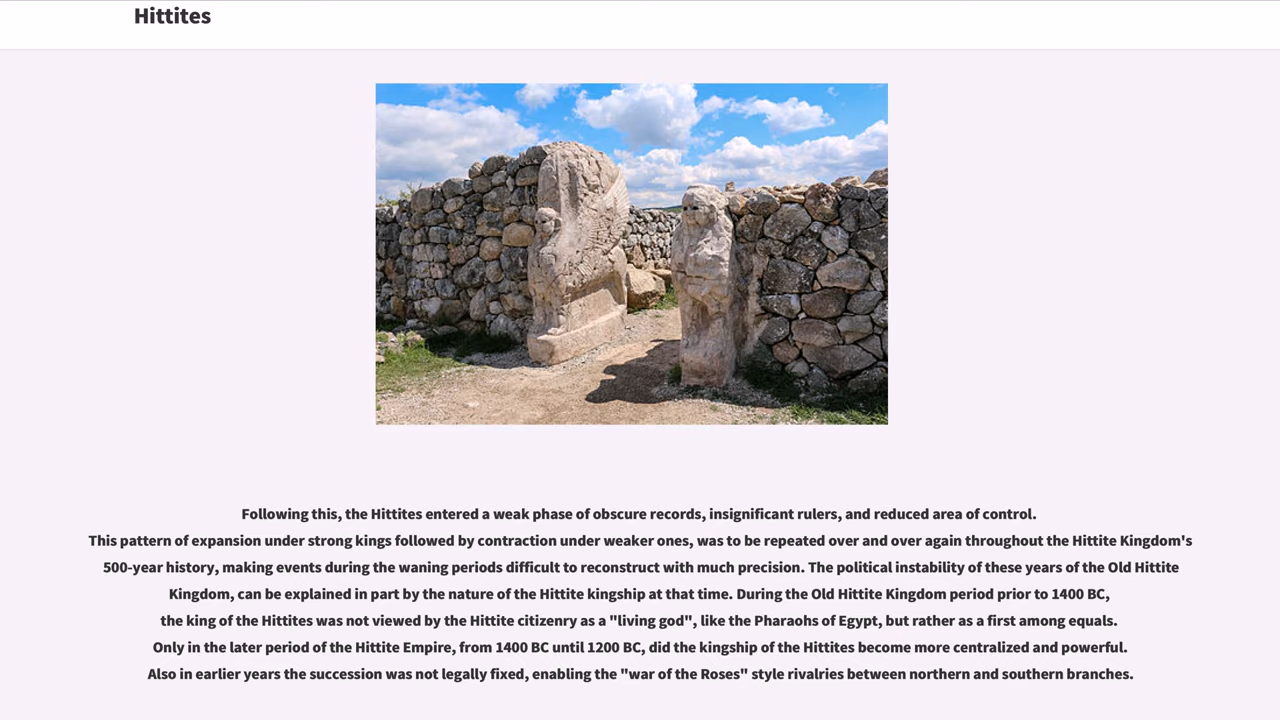 Hittites
Following this, the Hittites entered a weak phase of obscure records, insignificant rulers, and reduced area of control.
This pattern of expansion under strong kings followed by contraction under weaker ones, was to be repeated over and over again throughout the Hittite Kingdom's
500-year history, making events during the waning periods difficult to reconstruct with much precision. The political instability of these years of the Old Hittite
Kingdom, can be explained in part by the nature of the Hittite kingship at that time. During the Old Hittite Kingdom period prior to 1400 BC,
the king of the Hittites was not viewed by the Hittite citizenry as a "living god", like the Pharaohs of Egypt, but rather as a first among equals.
Only in the later period of the Hittite Empire, from 1400 BC until 1200 BC, did the kingship of the Hittites become more centralized and powerful.
Also in earlier years the succession was not legally fixed, enabling the "war of the Roses" style rivalries between northern and southern branches.